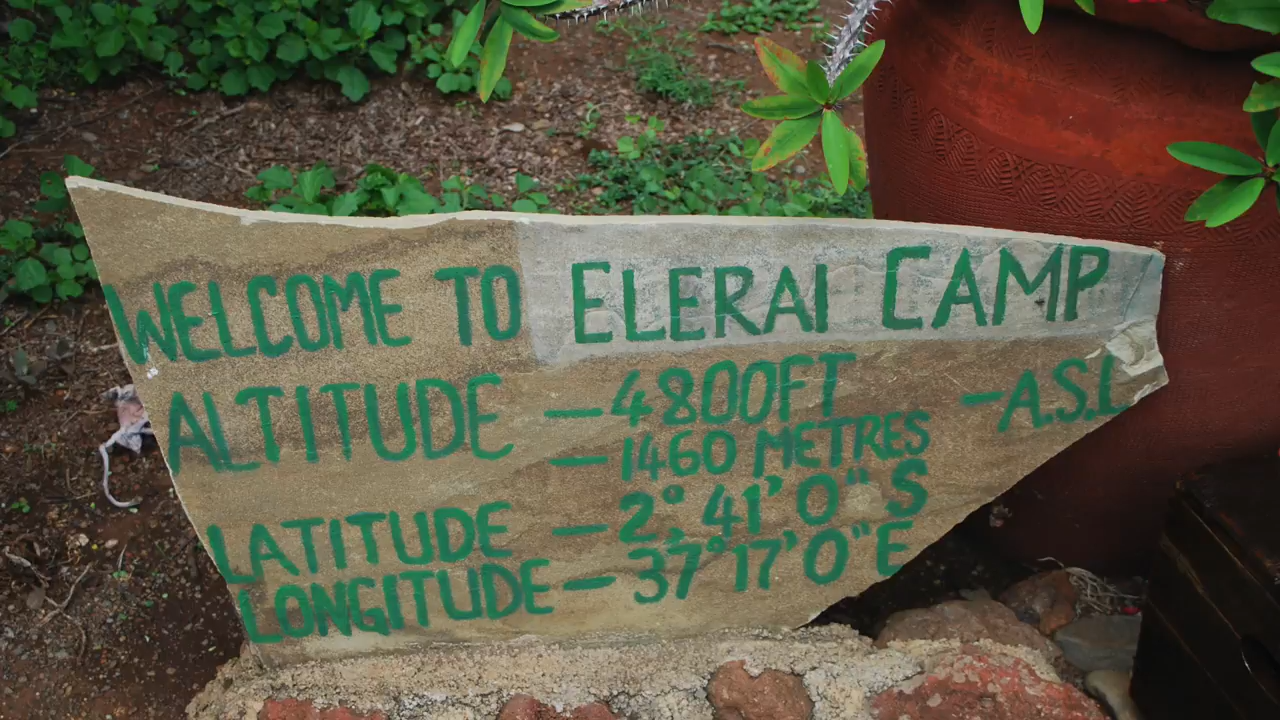 WELCOME TO ELERAI CAMP
ALTITUDE – 4800FT – A.S.L
– 1460 METRES
LATITUDE – 2°, 41' 0" S
LONGITUDE – 37°17'0"E